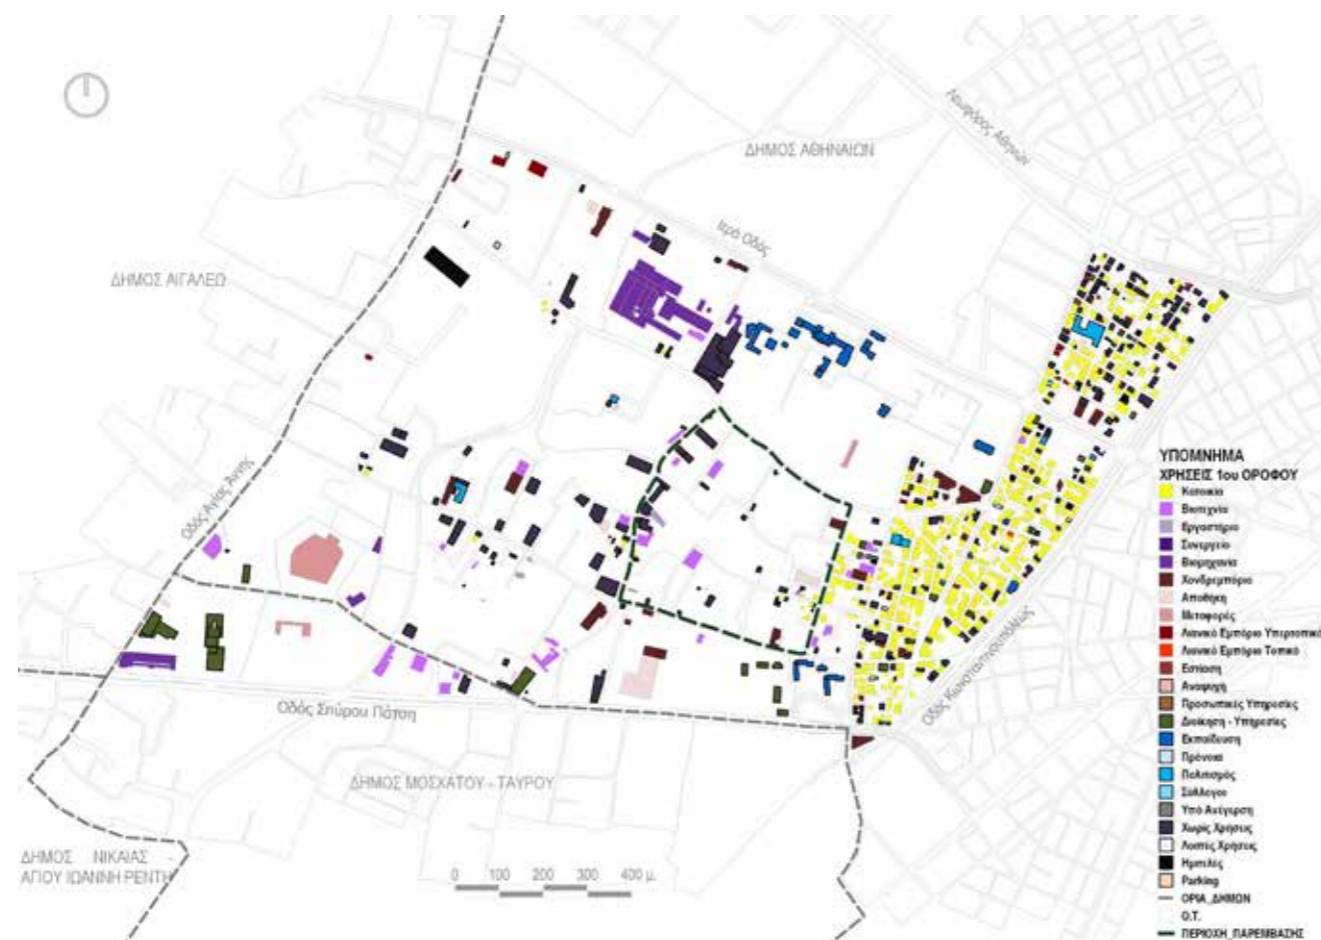 Λεωφόρος Αθηνών
ΔΗΜΟΣ ΑΘΗΝΑΙΩΝ
Ιερά Οδός
ΔΗΜΟΣ ΑΙΓΑΛΕΩ
Οδός Αγίας Άννης
Οδός Κωνσταντινουπόλεως
Οδός Σπύρου Πάτση
ΔΗΜΟΣ ΜΟΣΧΑΤΟΥ - ΤΑΥΡΟΥ
ΔΗΜΟΣ ΝΙΚΑΙΑΣ -
ΑΓΙΟΥ ΙΩΑΝΝΗ ΡΕΝΤΗ
0 100 200 300 400 μ.
ΥΠΟΜΝΗΜΑ
ΧΡΗΣΕΙΣ 1ου ΟΡΟΦΟΥ
Κατοικία
Βιοτεχνία
Εργαστήριο
Συνεργείο
Βιομηχανία
Χονδρεμπόριο
Αποθήκη
Μεταφορές
Λιανικό Εμπόριο Υπερτοπικό
Λιανικό Εμπόριο Τοπικό
Εστίαση
Αναψυχή
Προσωπικές Υπηρεσίες
Διοίκηση - Υπηρεσίες
Εκπαίδευση
Πρόνοια
Πολιτισμός
Σύλλογοι
Υπό Ανέγερση
Χωρίς Χρήσεις
Λοιπές Χρήσεις
Ημιτελές
Parking
ΟΡΙΑ_ΔΗΜΩΝ
Ο.Τ.
ΠΕΡΙΟΧΗ_ΠΑΡΕΜΒΑΣΗΣ